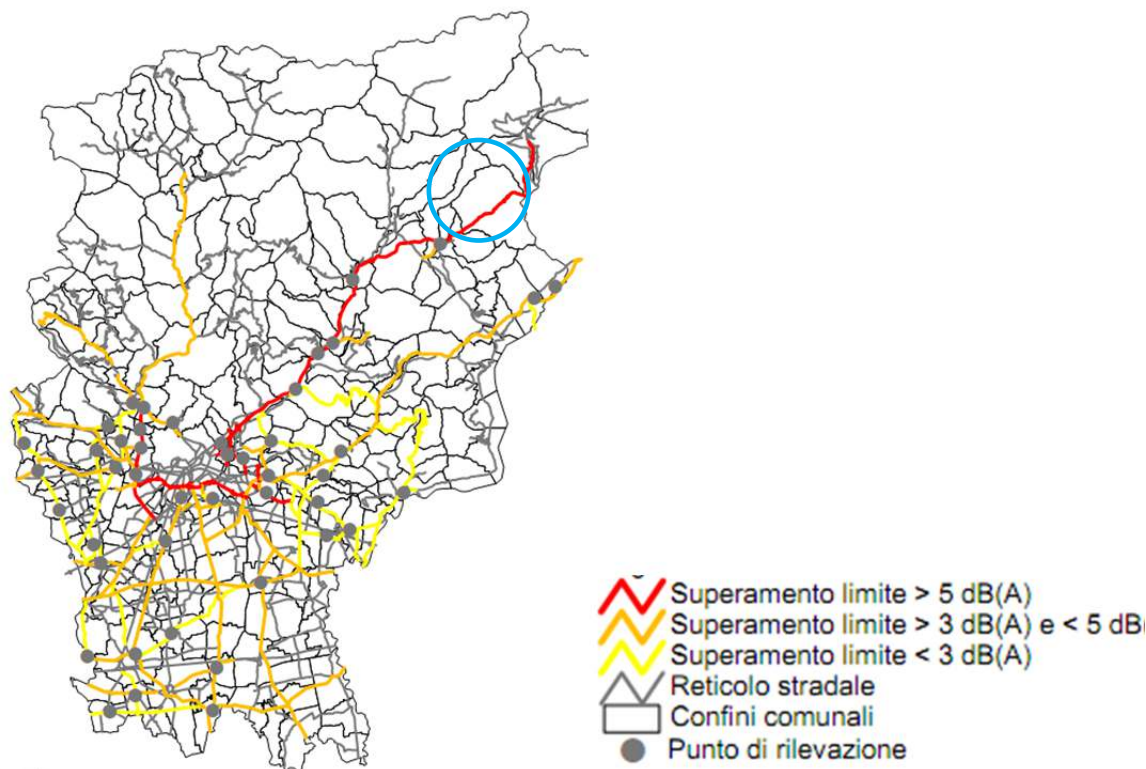 Superamento limite > 5 dB(A)
Superamento limite > 3 dB(A) e < 5 dB(
Superamento limite < 3 dB(A)
Reticolo stradale
Confini comunali
Punto di rilevazione